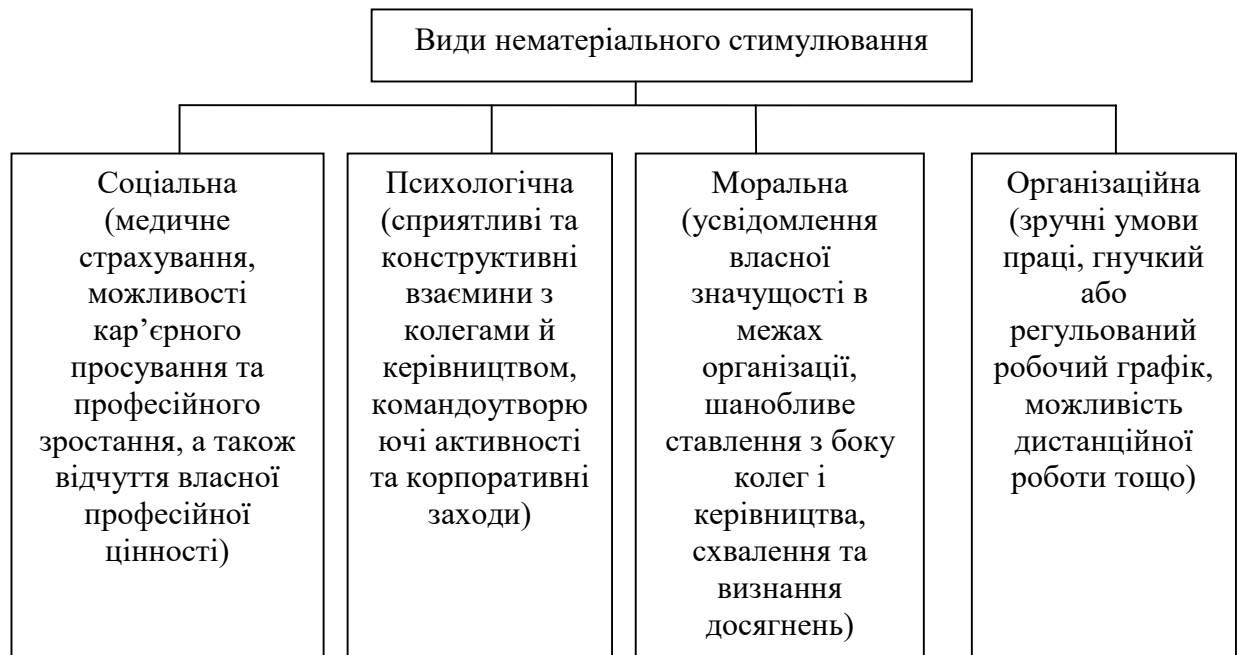 Види нематеріального стимулювання
Соціальна
(медичне
страхування,
можливості
кар’єрного
просування та
професійного
зростання, а також
відчуття власної
професійної
цінності)
Психологічна
(сприятливі та
конструктивні
взаємини з
колегами й
керівництвом,
командоутворю
ючі активності
та корпоративні
заходи)
Моральна
(усвідомлення
власної
значущості в
межах
організації,
шанобливе
ставлення з боку
колег і
керівництва,
схвалення та
визнання
досягнень)
Організаційна
(зручні умови
праці, гнучкий
або
регульований
робочий графік,
можливість
дистанційної
роботи тощо)